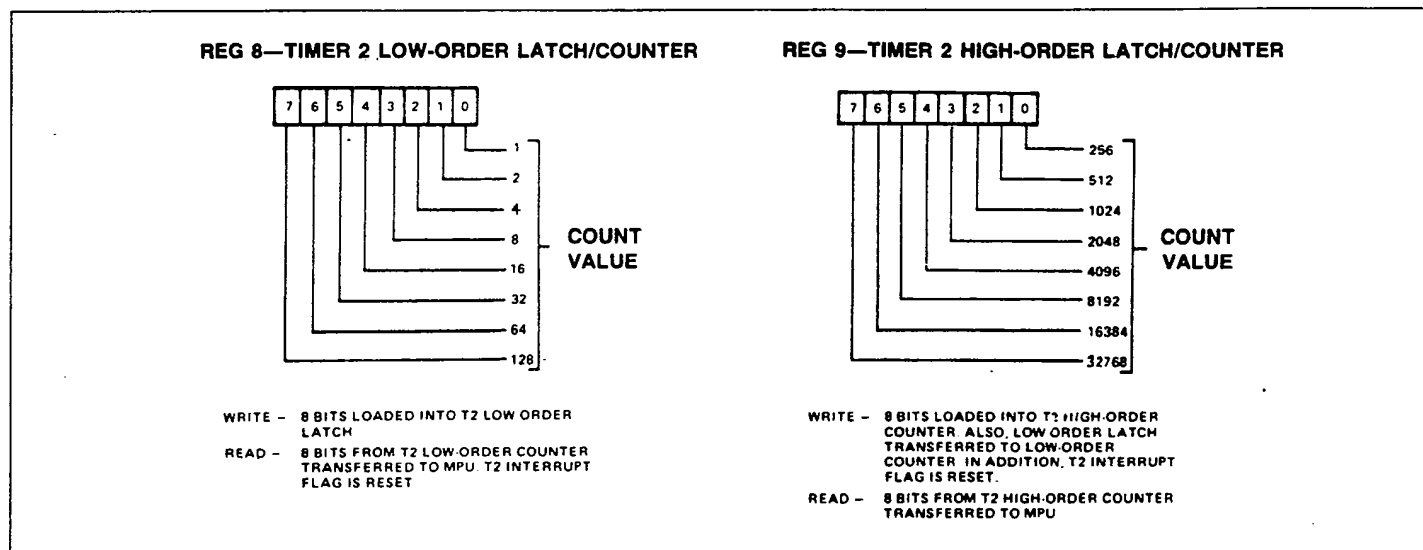 REG 8—TIMER 2 LOW-ORDER LATCH/COUNTER
7 6 5 4 3 2 1 0
1
2
4
8
16
32
64
128
COUNT
VALUE
WRITE – 8 BITS LOADED INTO T2 LOW ORDER
LATCH
READ – 8 BITS FROM T2 LOW-ORDER COUNTER
TRANSFERRED TO MPU. T2 INTERRUPT
FLAG IS RESET
REG 9—TIMER 2 HIGH-ORDER LATCH/COUNTER
7 6 5 4 3 2 1 0
256
512
1024
2048
4096
8192
16384
32768
COUNT
VALUE
WRITE – 8 BITS LOADED INTO T2 HIGH-ORDER
COUNTER. ALSO, LOW ORDER LATCH
TRANSFERRED TO LOW-ORDER
COUNTER IN ADDITION, T2 INTERRUPT
FLAG IS RESET.
READ – 8 BITS FROM T2 HIGH-ORDER COUNTER
TRANSFERRED TO MPU